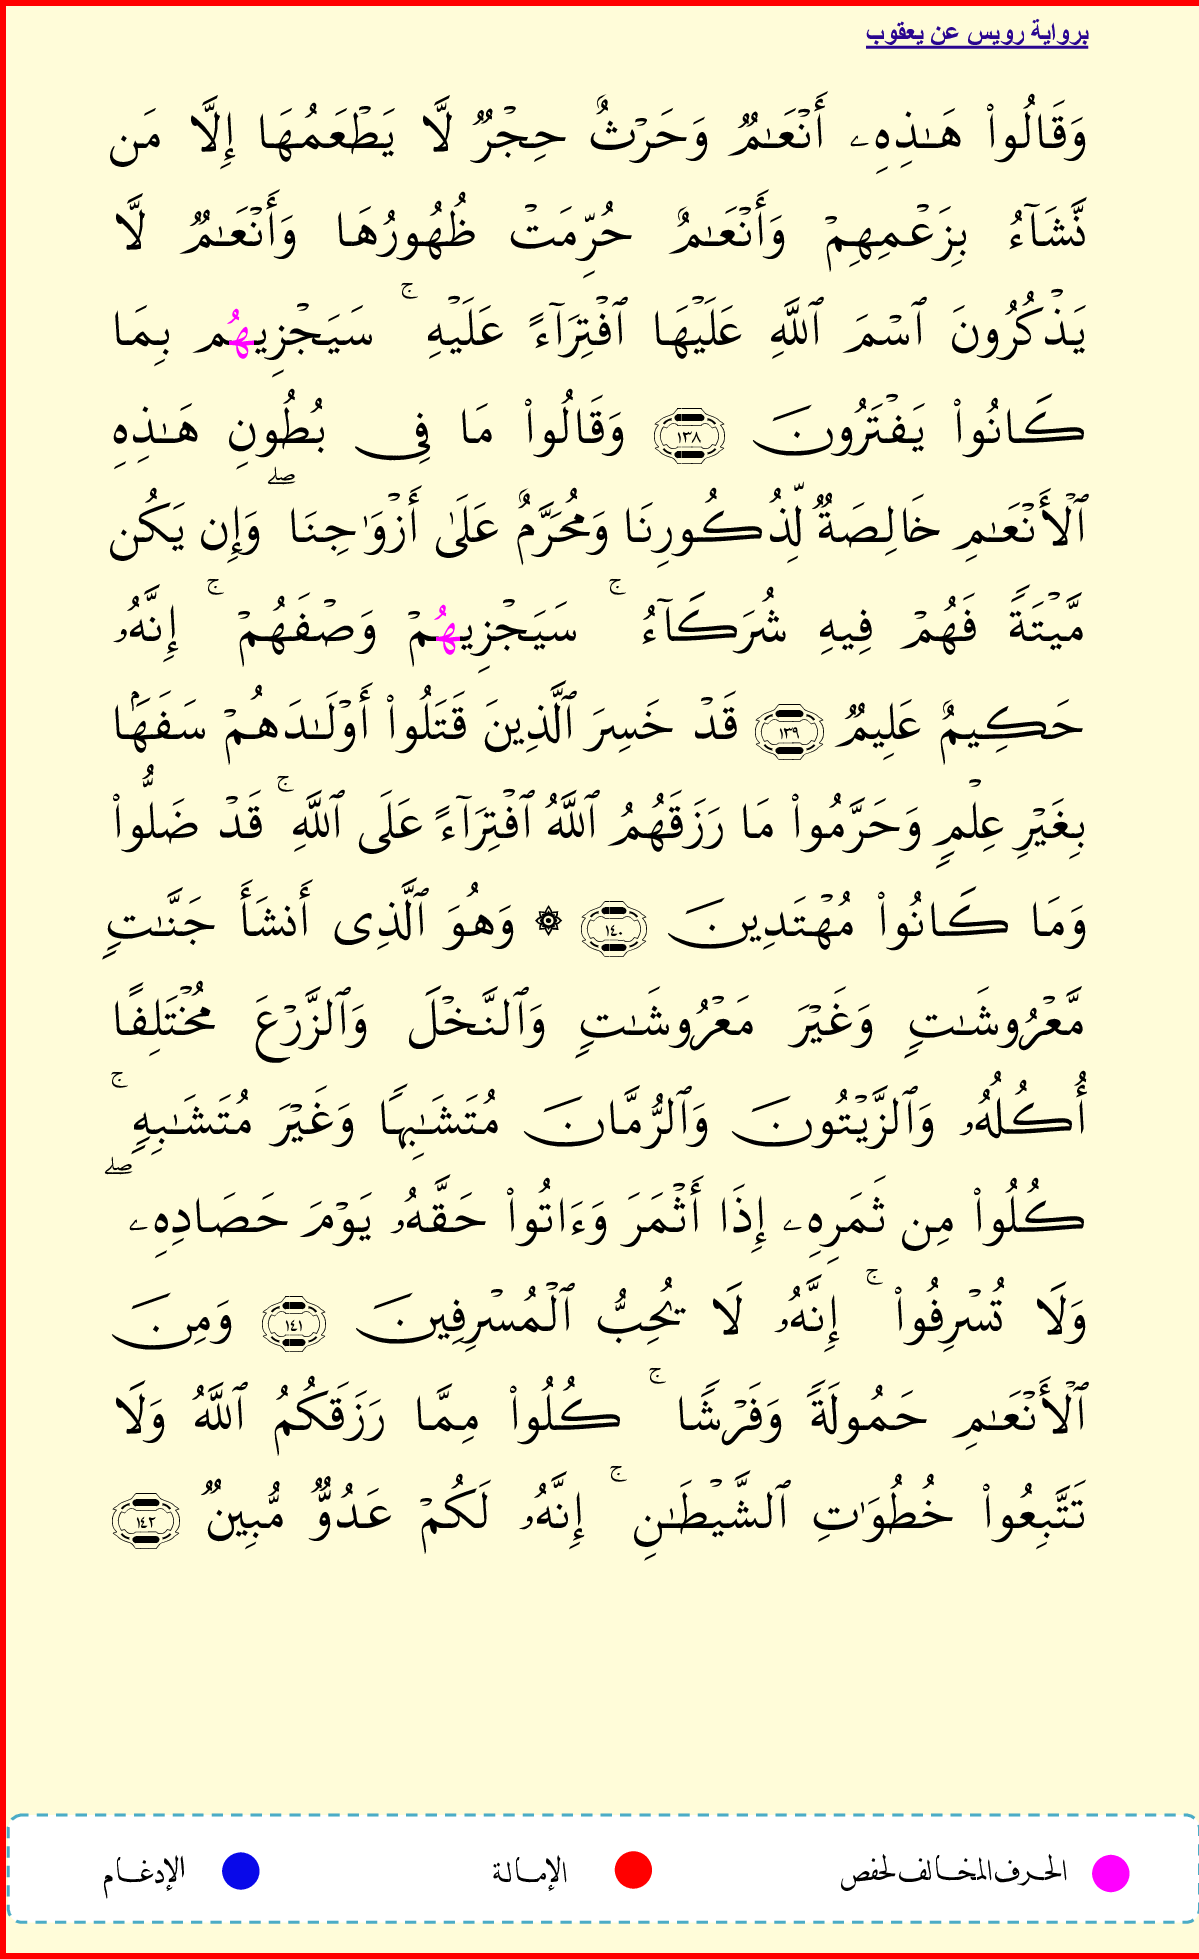 برواية رويس عن يعقوب
وَقَالُوا۟ هَـٰذِهِۦ أَنْعَـٰمٌۭ وَحَرْثٌ حِجْرٌۭ لَّا يَطْعَمُهَا إِلَّا مَن
نَّشَآءُ بِزَعْمِهِمْ وَأَنْعَـٰمٌ حُرِّمَتْ ظُهُورُهَا وَأَنْعَـٰمٌۭ لَّا
يَذْكُرُونَ ٱسْمَ ٱللَّهِ عَلَيْهَا ٱفْتِرَآءً عَلَيْهِ ۚ سَيَجْزِيهُم بِمَا
كَانُوا۟ يَفْتَرُونَ ١٣٨ وَقَالُوا۟ مَا فِى بُطُونِ هَـٰذِهِ
ٱلْأَنْعَـٰمِ خَالِصَةٌۭ لِّذُكُورِنَا وَمُحَرَّمٌ عَلَىٰٓ أَزْوَٰجِنَا ۖ وَإِن يَكُن
مَّيْتَةًۭ فَهُمْ فِيهِ شُرَكَآءُ ۚ سَيَجْزِيهُمْ وَصْفَهُمْ ۚ إِنَّهُۥ
حَكِيمٌ عَلِيمٌۭ ١٣٩ قَدْ خَسِرَ ٱلَّذِينَ قَتَلُوا۟ أَوْلَـٰدَهُمْ سَفَهَۢا
بِغَيْرِ عِلْمٍۢ وَحَرَّمُوا۟ مَا رَزَقَهُمُ ٱللَّهُ ٱفْتِرَآءً عَلَى ٱللَّهِ ۚ قَدْ ضَلُّوا۟
وَمَا كَانُوا۟ مُهْتَدِينَ ١٤٠ ۞ وَهُوَ ٱلَّذِى أَنشَأَ جَنَّـٰتٍۢ
مَّعْرُوشَـٰتٍۢ وَغَيْرَ مَعْرُوشَـٰتٍۢ وَٱلنَّخْلَ وَٱلزَّرْعَ مُخْتَلِفًا
أُكُلُهُۥ وَٱلزَّيْتُونَ وَٱلرُّمَّانَ مُتَشَـٰبِهًۭا وَغَيْرَ مُتَشَـٰبِهٍۢ ۚ
كُلُوا۟ مِن ثَمَرِهِۦ إِذَا أَثْمَرَ وَءَاتُوا۟ حَقَّهُۥ يَوْمَ حَصَادِهِۦ ۖ
وَلَا تُسْرِفُوا۟ ۚ إِنَّهُۥ لَا يُحِبُّ ٱلْمُسْرِفِينَ ١٤١ وَمِنَ
ٱلْأَنْعَـٰمِ حَمُولَةًۭ وَفَرْشًۭا ۚ كُلُوا۟ مِمَّا رَزَقَكُمُ ٱللَّهُ وَلَا
تَتَّبِعُوا۟ خُطُوَٰتِ ٱلشَّيْطَـٰنِ ۚ إِنَّهُۥ لَكُمْ عَدُوٌّۭ مُّبِينٌۭ ١٤٢
الحرف المخالف لحفص الإمالة الإدغام